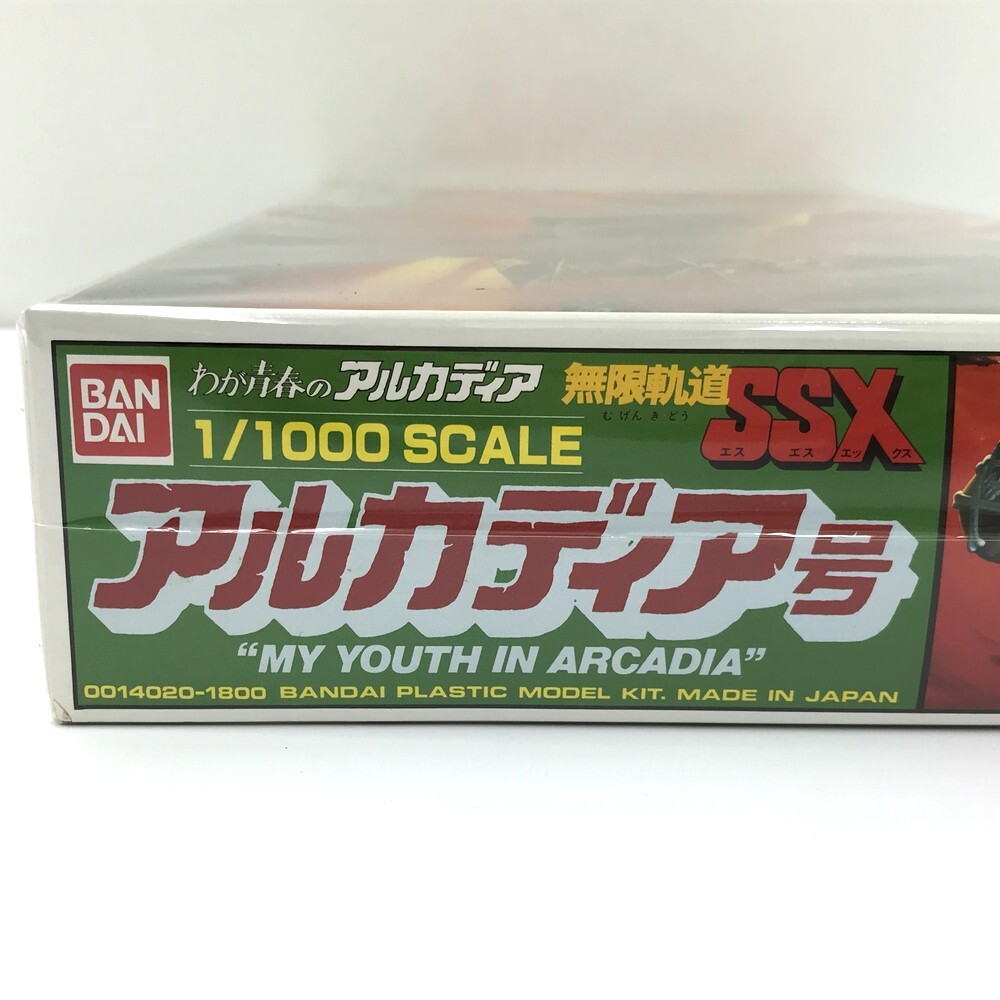 BAN
DAI
わが青春のアルカディア 無限軌道SSX
むげんきどう
エス エス エックス
1/1000 SCALE
アルカディア号
“MY YOUTH IN ARCADIA”
0014020-1800 BANDAI PLASTIC MODEL KIT. MADE IN JAPAN